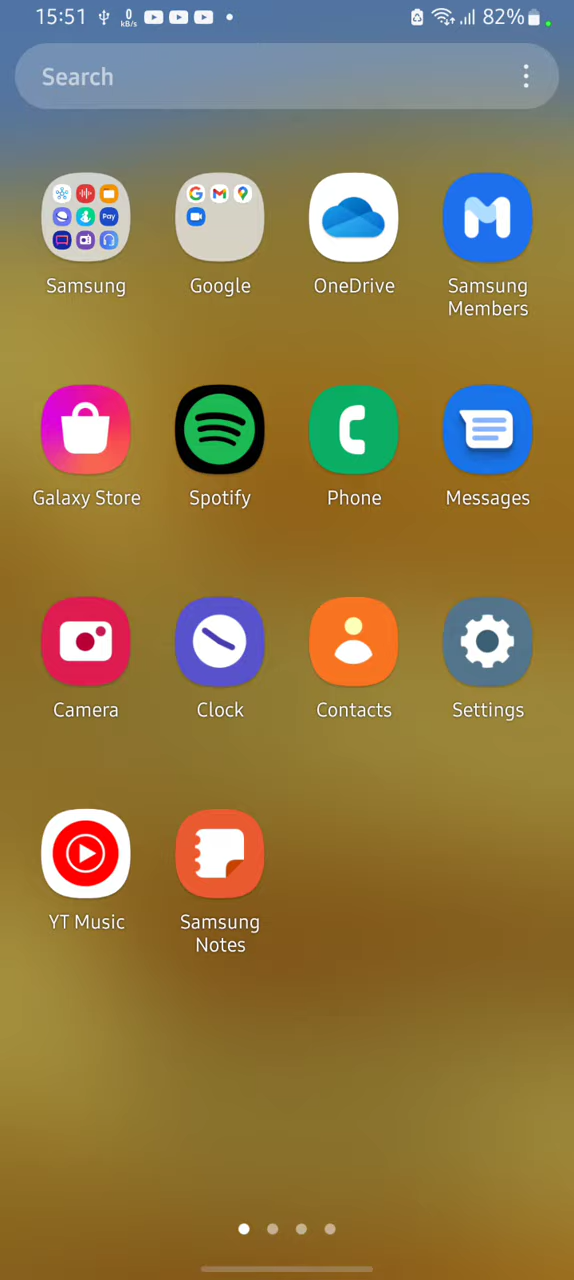 15:51 0 kB/s 82%
Search
Pay
Samsung Google OneDrive Samsung Members
Galaxy Store Spotify Phone Messages
Camera Clock Contacts Settings
YT Music Samsung Notes